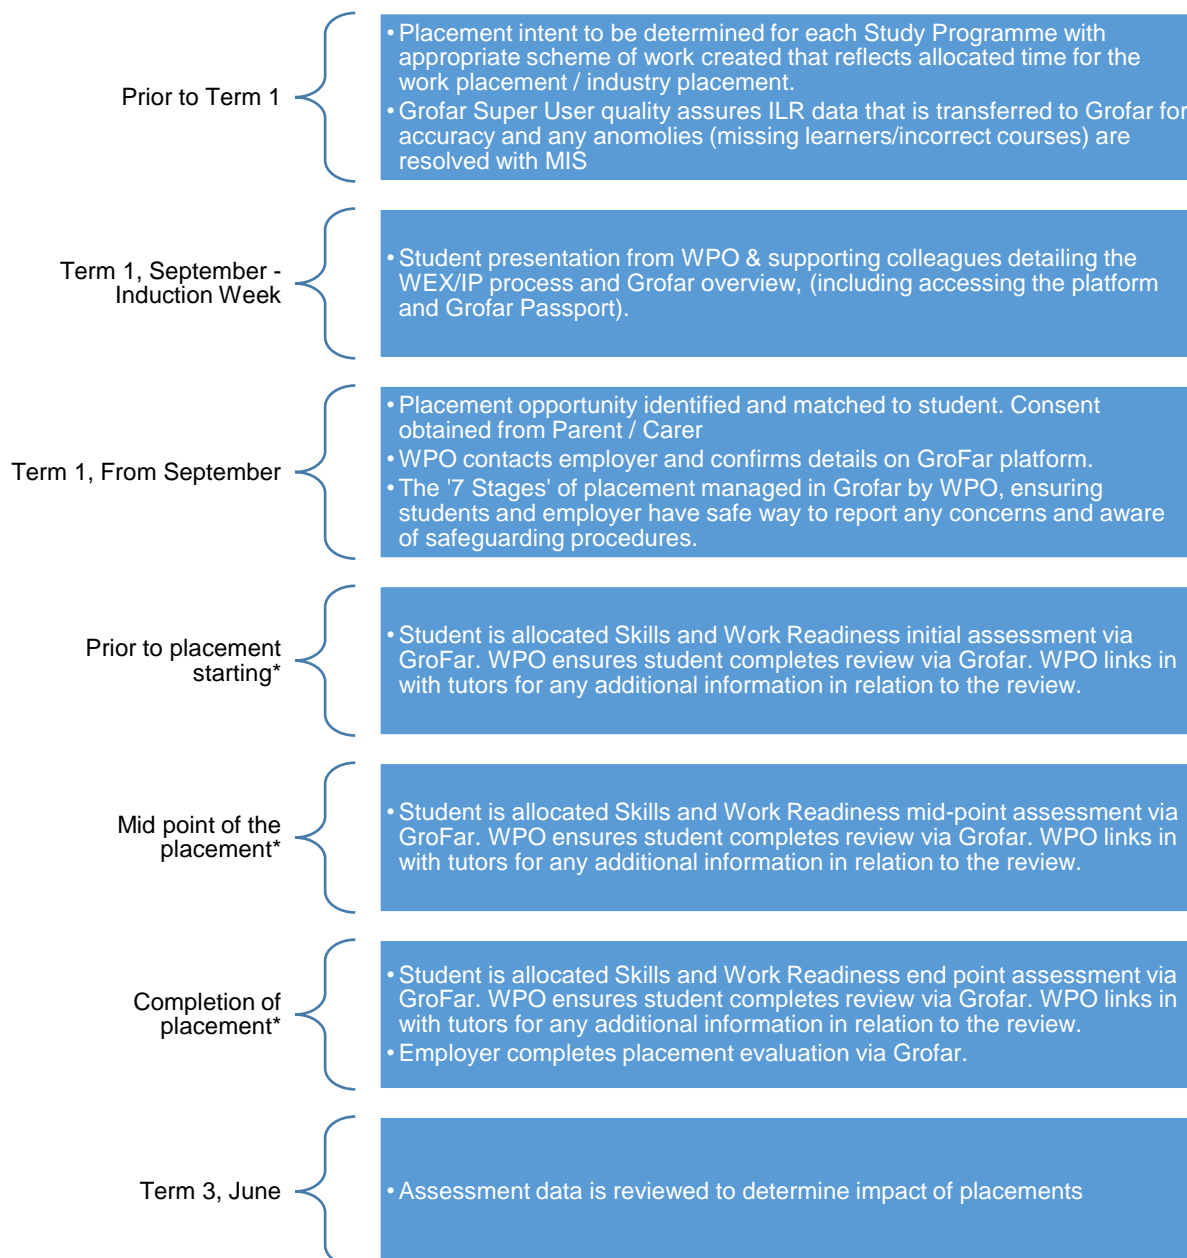 Prior to Term 1
• Placement intent to be determined for each Study Programme with
appropriate scheme of work created that reflects allocated time for the
work placement / industry placement.
• Grofar Super User quality assures ILR data that is transferred to Grofar for
accuracy and any anomolies (missing learners/incorrect courses) are
resolved with MIS
Term 1, September -
Induction Week
• Student presentation from WPO & supporting colleagues detailing the
WEX/IP process and Grofar overview, (including accessing the platform
and Grofar Passport).
Term 1, From September
• Placement opportunity identified and matched to student. Consent
obtained from Parent / Carer
• WPO contacts employer and confirms details on GroFar platform.
• The '7 Stages' of placement managed in Grofar by WPO, ensuring
students and employer have safe way to report any concerns and aware
of safeguarding procedures.
Prior to placement
starting*
• Student is allocated Skills and Work Readiness initial assessment via
GroFar. WPO ensures student completes review via Grofar. WPO links in
with tutors for any additional information in relation to the review.
Mid point of the
placement*
• Student is allocated Skills and Work Readiness mid-point assessment via
GroFar. WPO ensures student completes review via Grofar. WPO links in
with tutors for any additional information in relation to the review.
Completion of
placement*
• Student is allocated Skills and Work Readiness end point assessment via
GroFar. WPO ensures student completes review via Grofar. WPO links in
with tutors for any additional information in relation to the review.
• Employer completes placement evaluation via Grofar.
Term 3, June
• Assessment data is reviewed to determine impact of placements